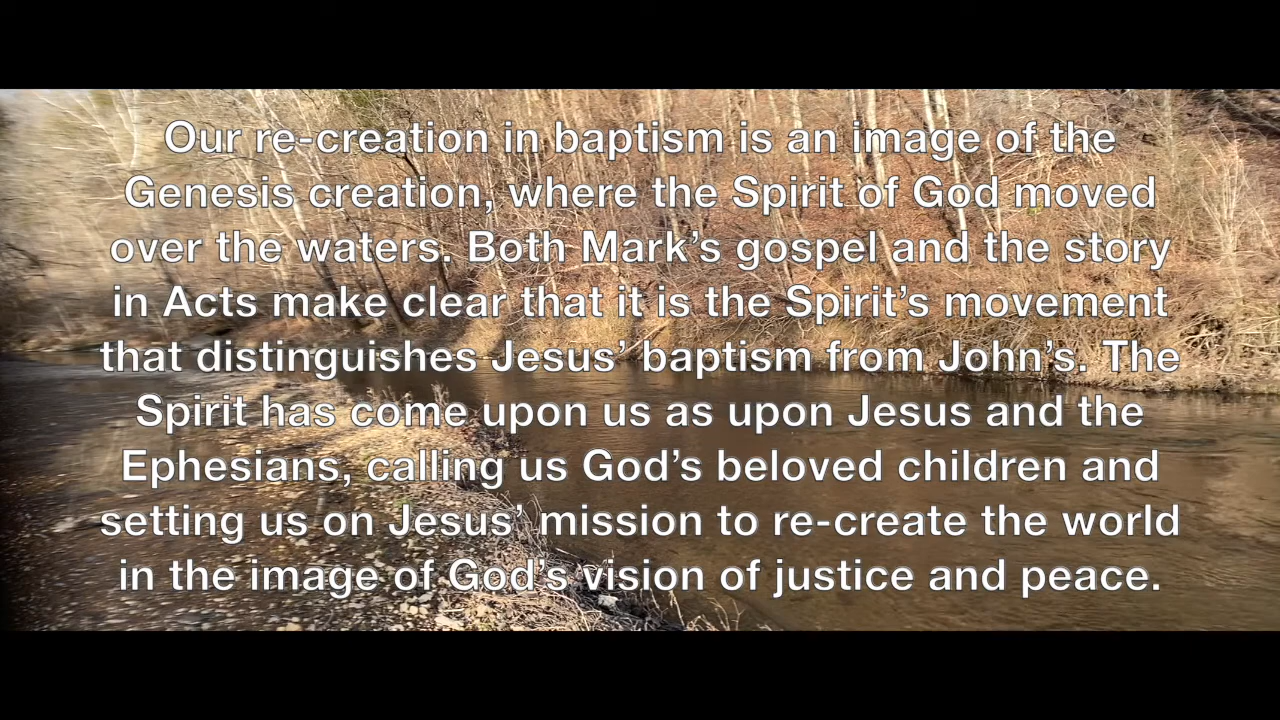 Our re-creation in baptism is an image of the
Genesis creation, where the Spirit of God moved
over the waters. Both Mark’s gospel and the story
in Acts make clear that it is the Spirit’s movement
that distinguishes Jesus’ baptism from John’s. The
Spirit has come upon us as upon Jesus and the
Ephesians, calling us God’s beloved children and
setting us on Jesus’ mission to re-create the world
in the image of God’s vision of justice and peace.